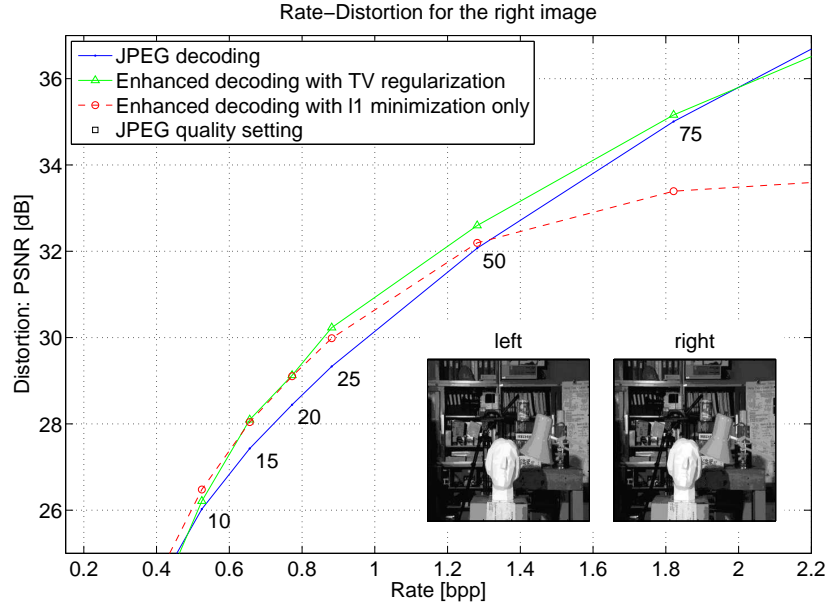 Rate−Distortion for the right image
JPEG decoding
Enhanced decoding with TV regularization
Enhanced decoding with l1 minimization only
JPEG quality setting
Distortion: PSNR [dB]
36
34
32
30
28
26
75
50
25
20
15
10
left
right
0.2 0.4 0.6 0.8 1 1.2 1.4 1.6 1.8 2 2.2
Rate [bpp]